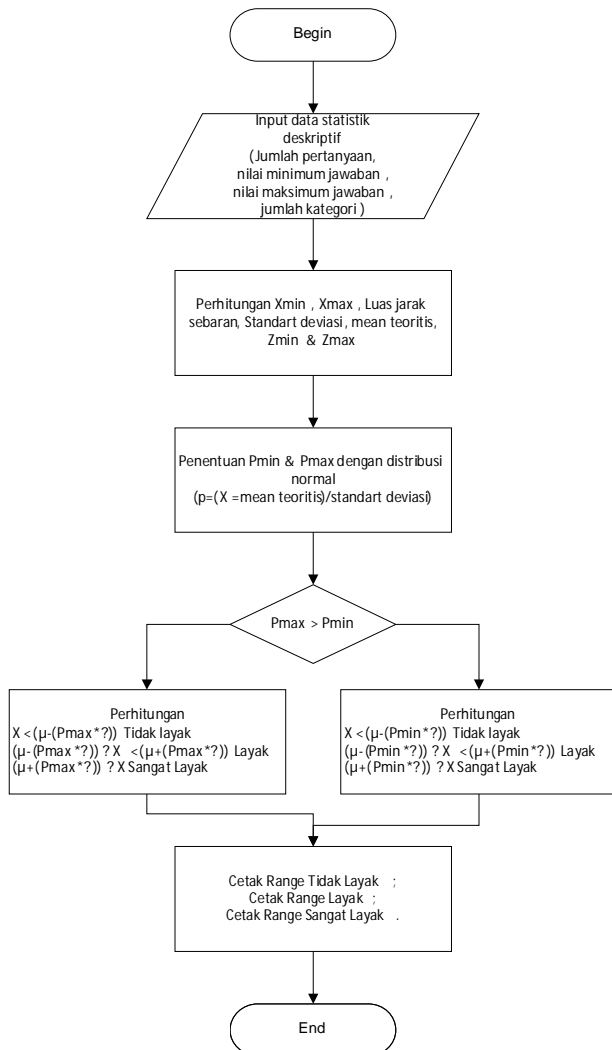 Begin
Input data statistik
deskriptif
(Jumlah pertanyaan,
nilai minimum jawaban ,
nilai maksimum jawaban ,
jumlah kategori )
Perhitungan Xmin , Xmax , Luas jarak
sebaran, Standart deviasi, mean teoritis,
Zmin & Zmax
Penentuan Pmin & Pmax dengan distribusi
normal
(p=(X =mean teoritis)/standart deviasi)
Pmax > Pmin
Perhitungan
X <(µ-(Pmax*?)) Tidak layak
(µ-(Pmax*?)) ? X <(µ+(Pmax*?)) Layak
(µ+(Pmax*?)) ? X Sangat Layak
Perhitungan
X <(µ-(Pmin*?)) Tidak layak
(µ-(Pmin*?)) ? X <(µ+(Pmin*?)) Layak
(µ+(Pmin*?)) ? X Sangat Layak
Cetak Range Tidak Layak ;
Cetak Range Layak ;
Cetak Range Sangat Layak .
End